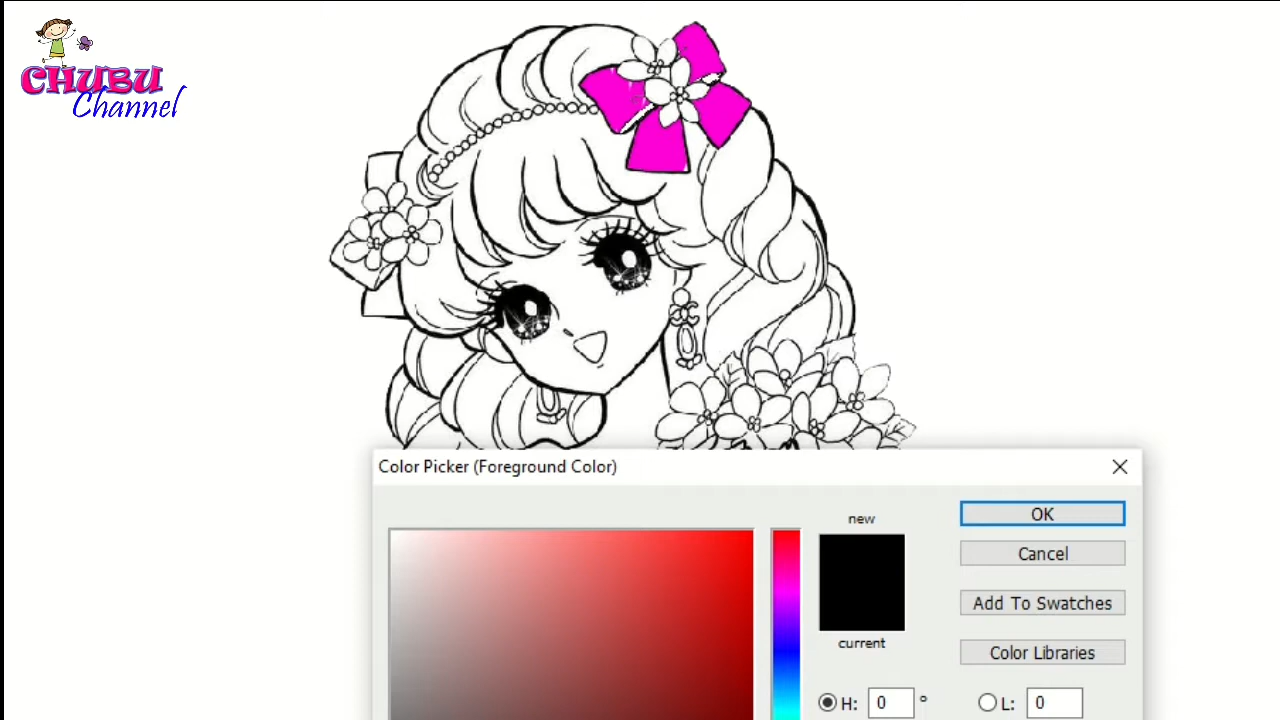 CHUBU
Channel
Color Picker (Foreground Color)
new
current
OK
Cancel
Add To Swatches
Color Libraries
H: 0 °
L: 0